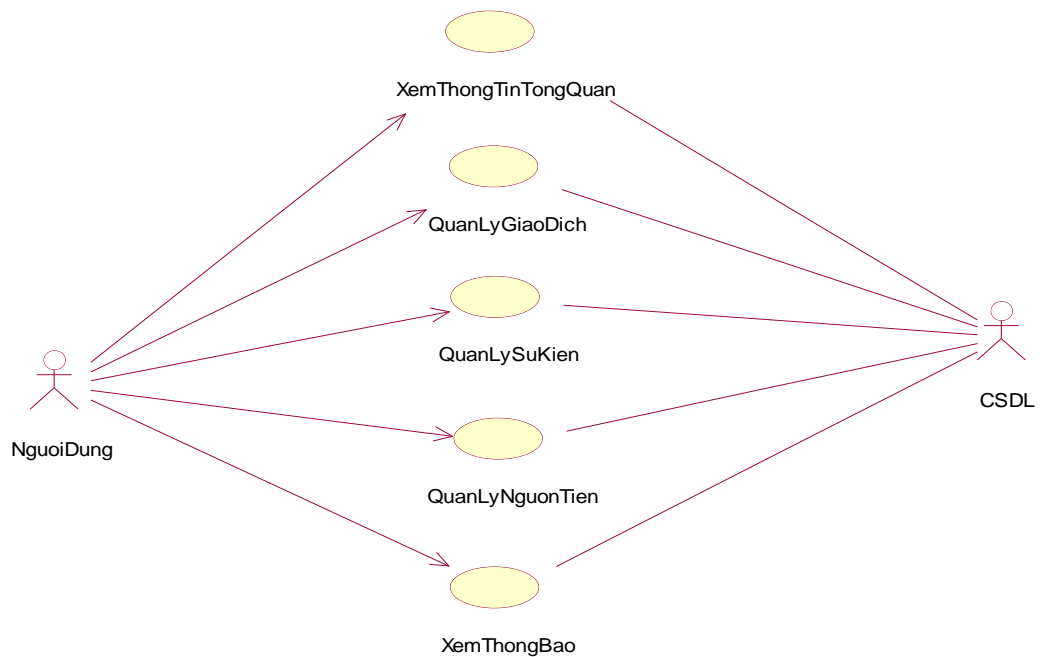 XemThongTinTongQuan
QuanLyGiaoDich
QuanLySuKien
CSDL
NguoiDung
QuanLyNguonTien
XemThongBao